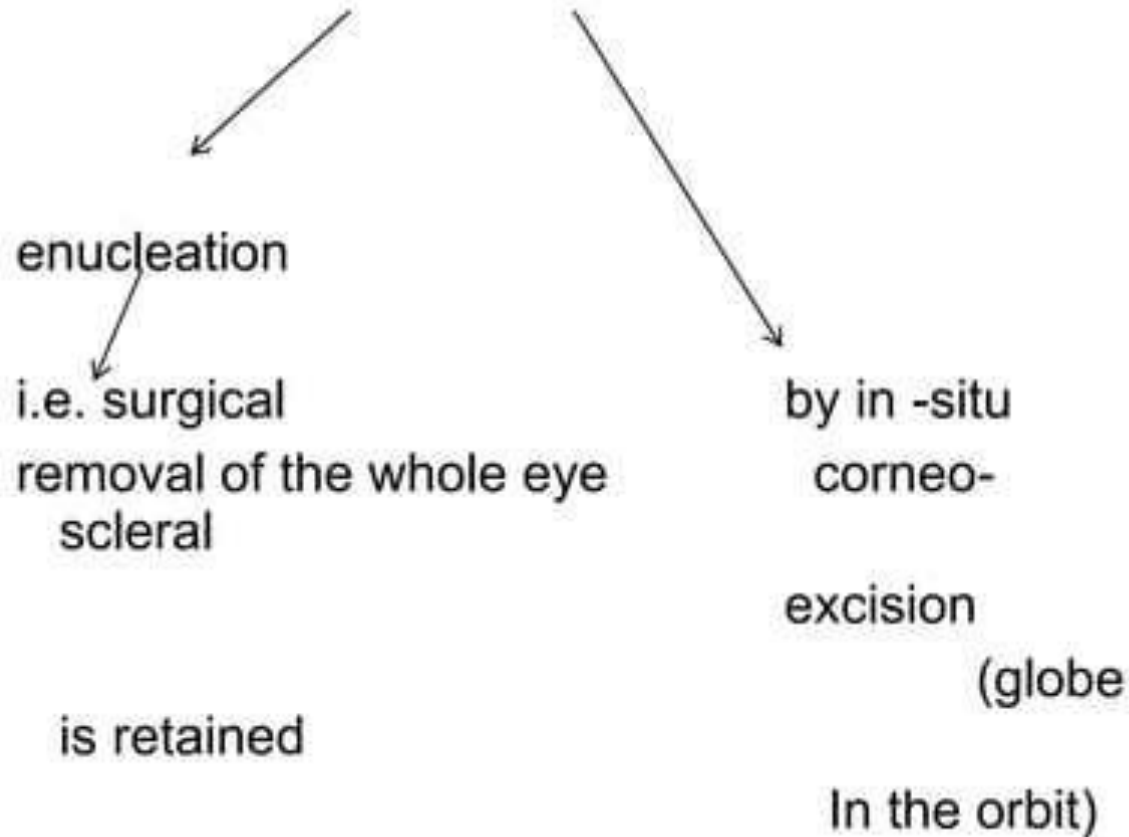 enucleation
i.e. surgical by in -situ
removal of the whole eye corneo-
scleral
excision
(globe
is retained
In the orbit)